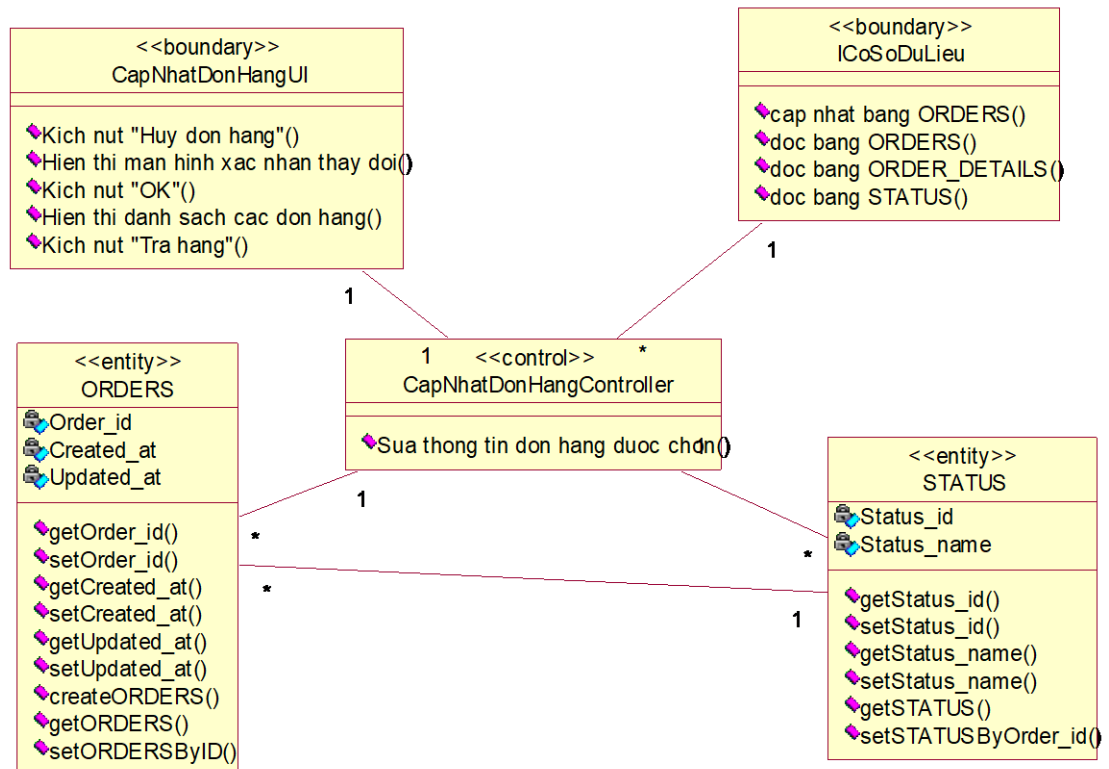 <<boundary>>
CapNhatDonHangUI
Kich nut "Huy don hang"()
Hien thi man hinh xac nhan thay doi()
Kich nut "OK"()
Hien thi danh sach cac don hang()
Kich nut "Tra hang"()
<<boundary>>
ICoSoDuLieu
cap nhat bang ORDERS()
doc bang ORDERS()
doc bang ORDER_DETAILS()
doc bang STATUS()
1
1
1
*
<<control>>
CapNhatDonHangController
Sua thong tin don hang duoc chon()
1
1
*
*
*
1
<<entity>>
ORDERS
Order_id
Created_at
Updated_at
getOrder_id()
setOrder_id()
getCreated_at()
setCreated_at()
getUpdated_at()
setUpdated_at()
createORDERS()
getORDERS()
setORDERSByID()
<<entity>>
STATUS
Status_id
Status_name
getStatus_id()
setStatus_id()
getStatus_name()
setStatus_name()
getSTATUS()
setSTATUSByOrder_id()